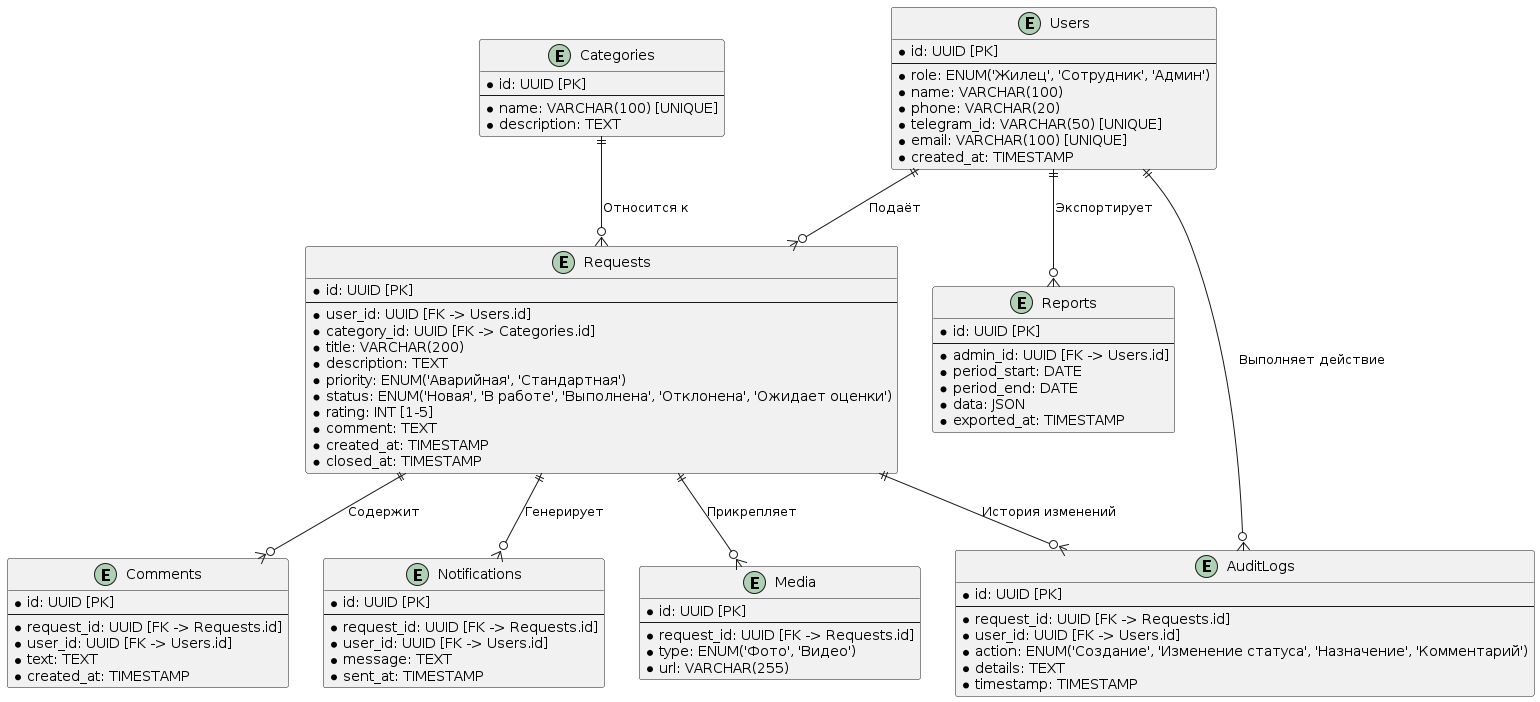 E Categories
id: UUID [PK]
name: VARCHAR(100) [UNIQUE]
description: TEXT
E Users
id: UUID [PK]
role: ENUM('Жилец', 'Сотрудник', 'Админ')
name: VARCHAR(100)
phone: VARCHAR(20)
telegram_id: VARCHAR(50) [UNIQUE]
email: VARCHAR(100) [UNIQUE]
created_at: TIMESTAMP
Относится к
Подаёт
Экспортирует
Выполняет действие
E Requests
id: UUID [PK]
user_id: UUID [FK -> Users.id]
category_id: UUID [FK -> Categories.id]
title: VARCHAR(200)
description: TEXT
priority: ENUM('Аварийная', 'Стандартная')
status: ENUM('Новая', 'В работе', 'Выполнена', 'Отклонена', 'Ожидает оценки')
rating: INT [1-5]
comment: TEXT
created_at: TIMESTAMP
closed_at: TIMESTAMP
E Reports
id: UUID [PK]
admin_id: UUID [FK -> Users.id]
period_start: DATE
period_end: DATE
data: JSON
exported_at: TIMESTAMP
Содержит
Генерирует
Прикрепляет
История изменений
E Comments
id: UUID [PK]
request_id: UUID [FK -> Requests.id]
user_id: UUID [FK -> Users.id]
text: TEXT
created_at: TIMESTAMP
E Notifications
id: UUID [PK]
request_id: UUID [FK -> Requests.id]
user_id: UUID [FK -> Users.id]
message: TEXT
sent_at: TIMESTAMP
E Media
id: UUID [PK]
request_id: UUID [FK -> Requests.id]
type: ENUM('Фото', 'Видео')
url: VARCHAR(255)
E AuditLogs
id: UUID [PK]
request_id: UUID [FK -> Requests.id]
user_id: UUID [FK -> Users.id]
action: ENUM('Создание', 'Изменение статуса', 'Назначение', 'Комментарий')
details: TEXT
timestamp: TIMESTAMP